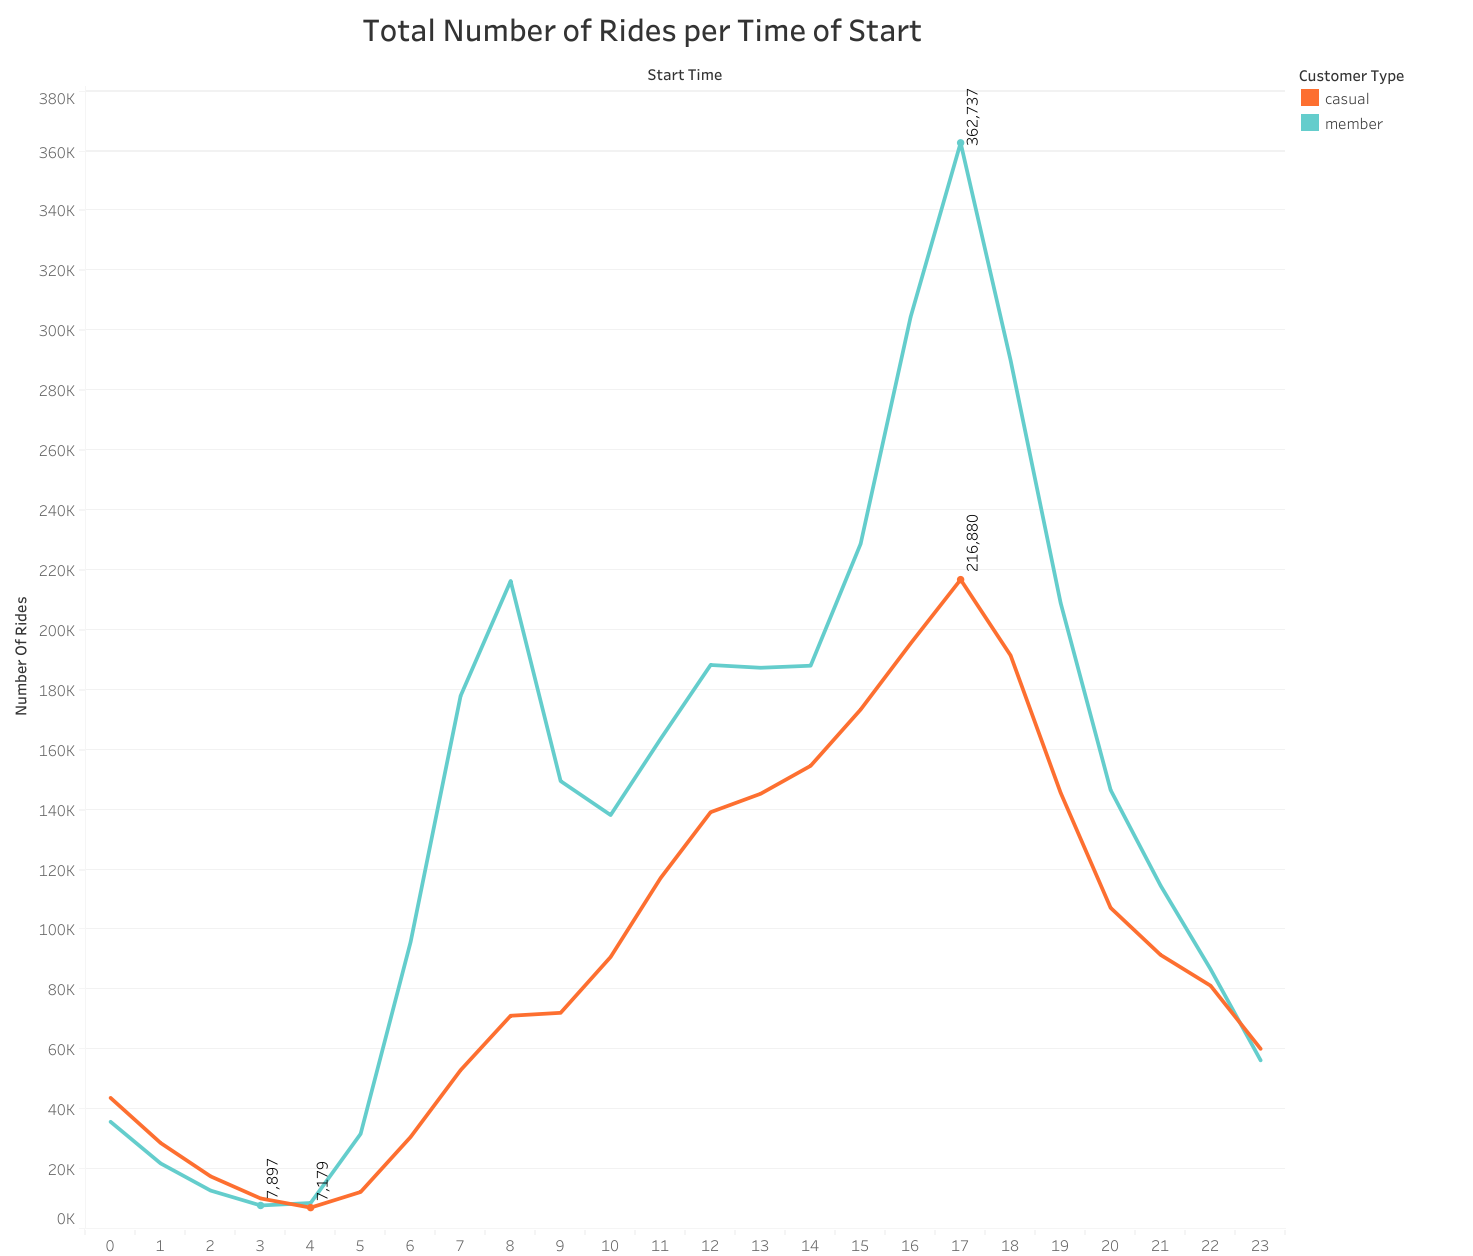 Total Number of Rides per Time of Start
Start Time
Customer Type
casual
member
Number Of Rides
380K
360K
340K
320K
300K
280K
260K
240K
220K
200K
180K
160K
140K
120K
100K
80K
60K
40K
20K
0K
362,737
216,880
7,897
7,179
0 1 2 3 4 5 6 7 8 9 10 11 12 13 14 15 16 17 18 19 20 21 22 23